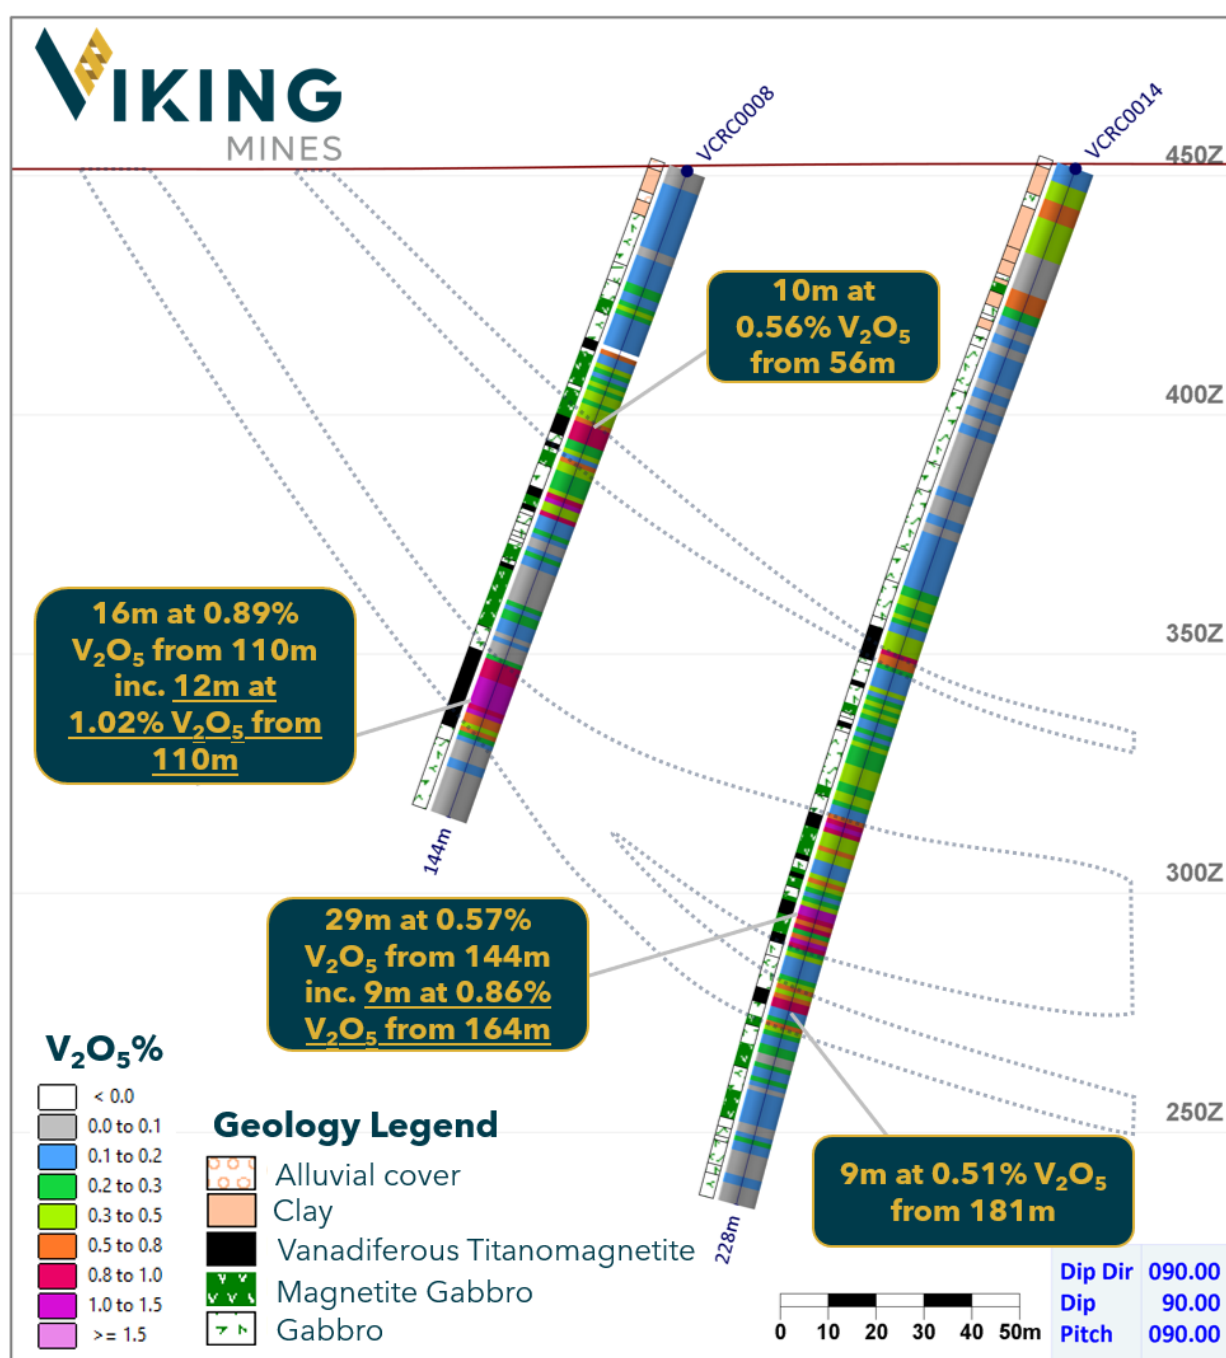 VIKING
MINES
VCRC0008
VCRC0014
450Z
10m at
0.56% V₂O₅
from 56m
400Z
350Z
16m at 0.89%
V₂O₅ from 110m
inc. 12m at
1.02% V₂O₅ from
110m
144m
300Z
29m at 0.57%
V₂O₅ from 144m
inc. 9m at 0.86%
V₂O₅ from 164m
250Z
9m at 0.51% V₂O₅
from 181m
228m
V₂O₅%
< 0.0
0.0 to 0.1
0.1 to 0.2
0.2 to 0.3
0.3 to 0.5
0.5 to 0.8
0.8 to 1.0
1.0 to 1.5
>= 1.5
Geology Legend
Alluvial cover
Clay
Vanadiferous Titanomagnetite
Magnetite Gabbro
Gabbro
0 10 20 30 40 50m
Dip Dir 090.00
Dip 90.00
Pitch 090.00